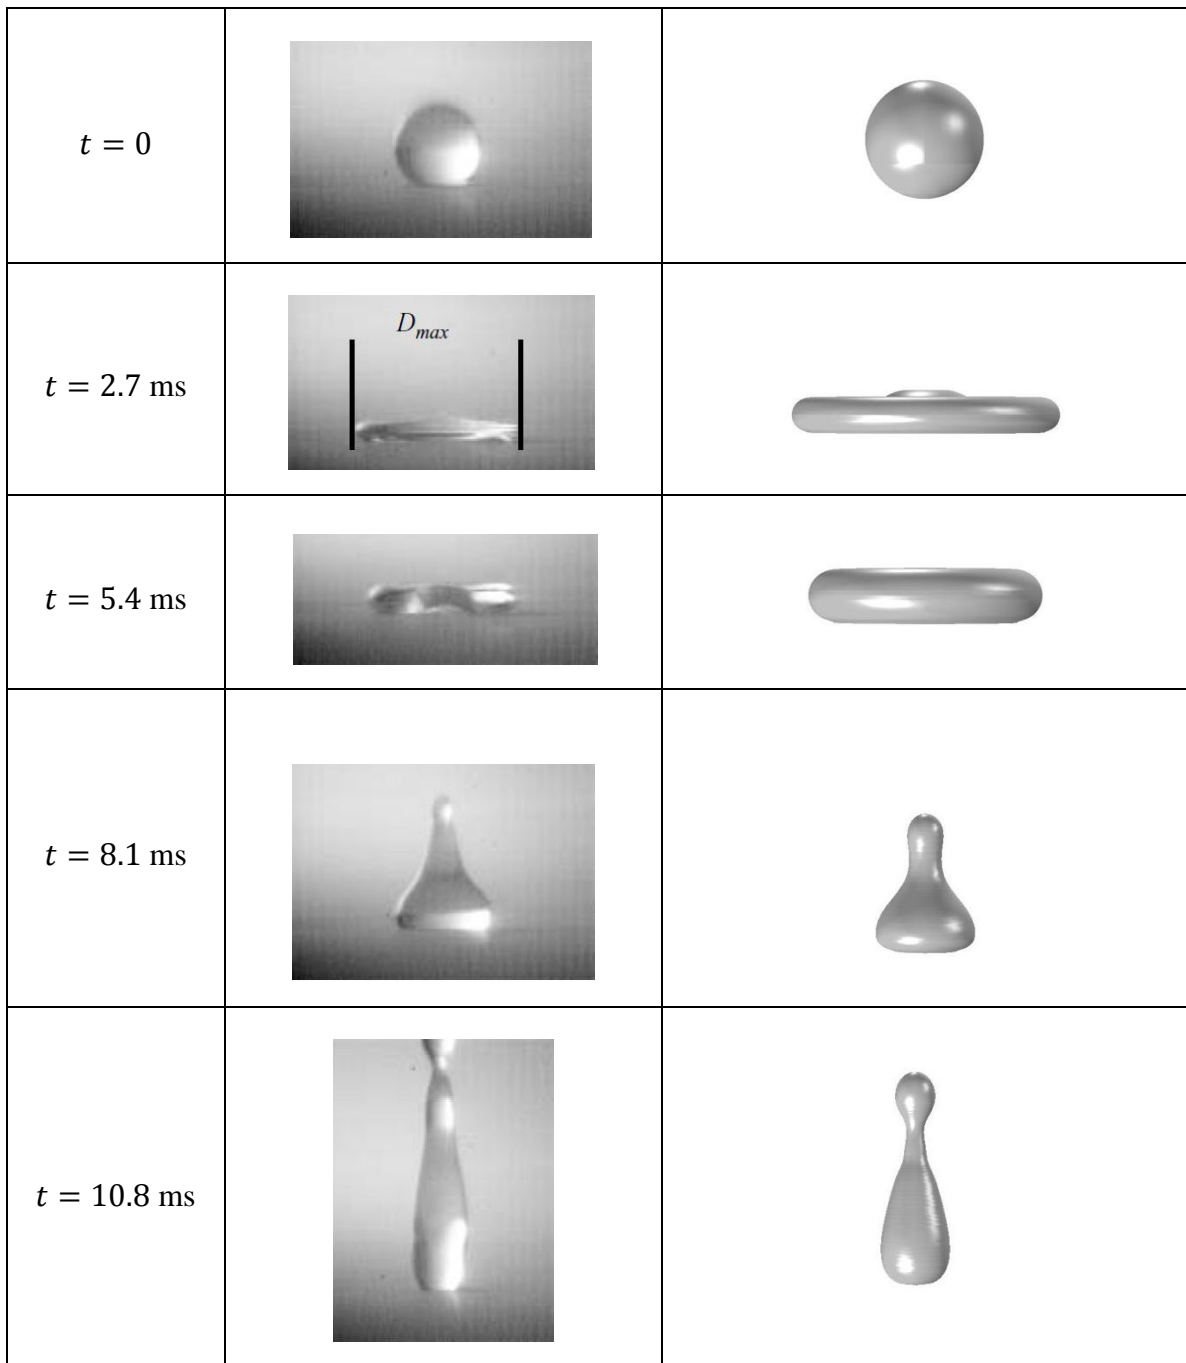 t = 0
D_max
t = 2.7 ms
t = 5.4 ms
t = 8.1 ms
t = 10.8 ms